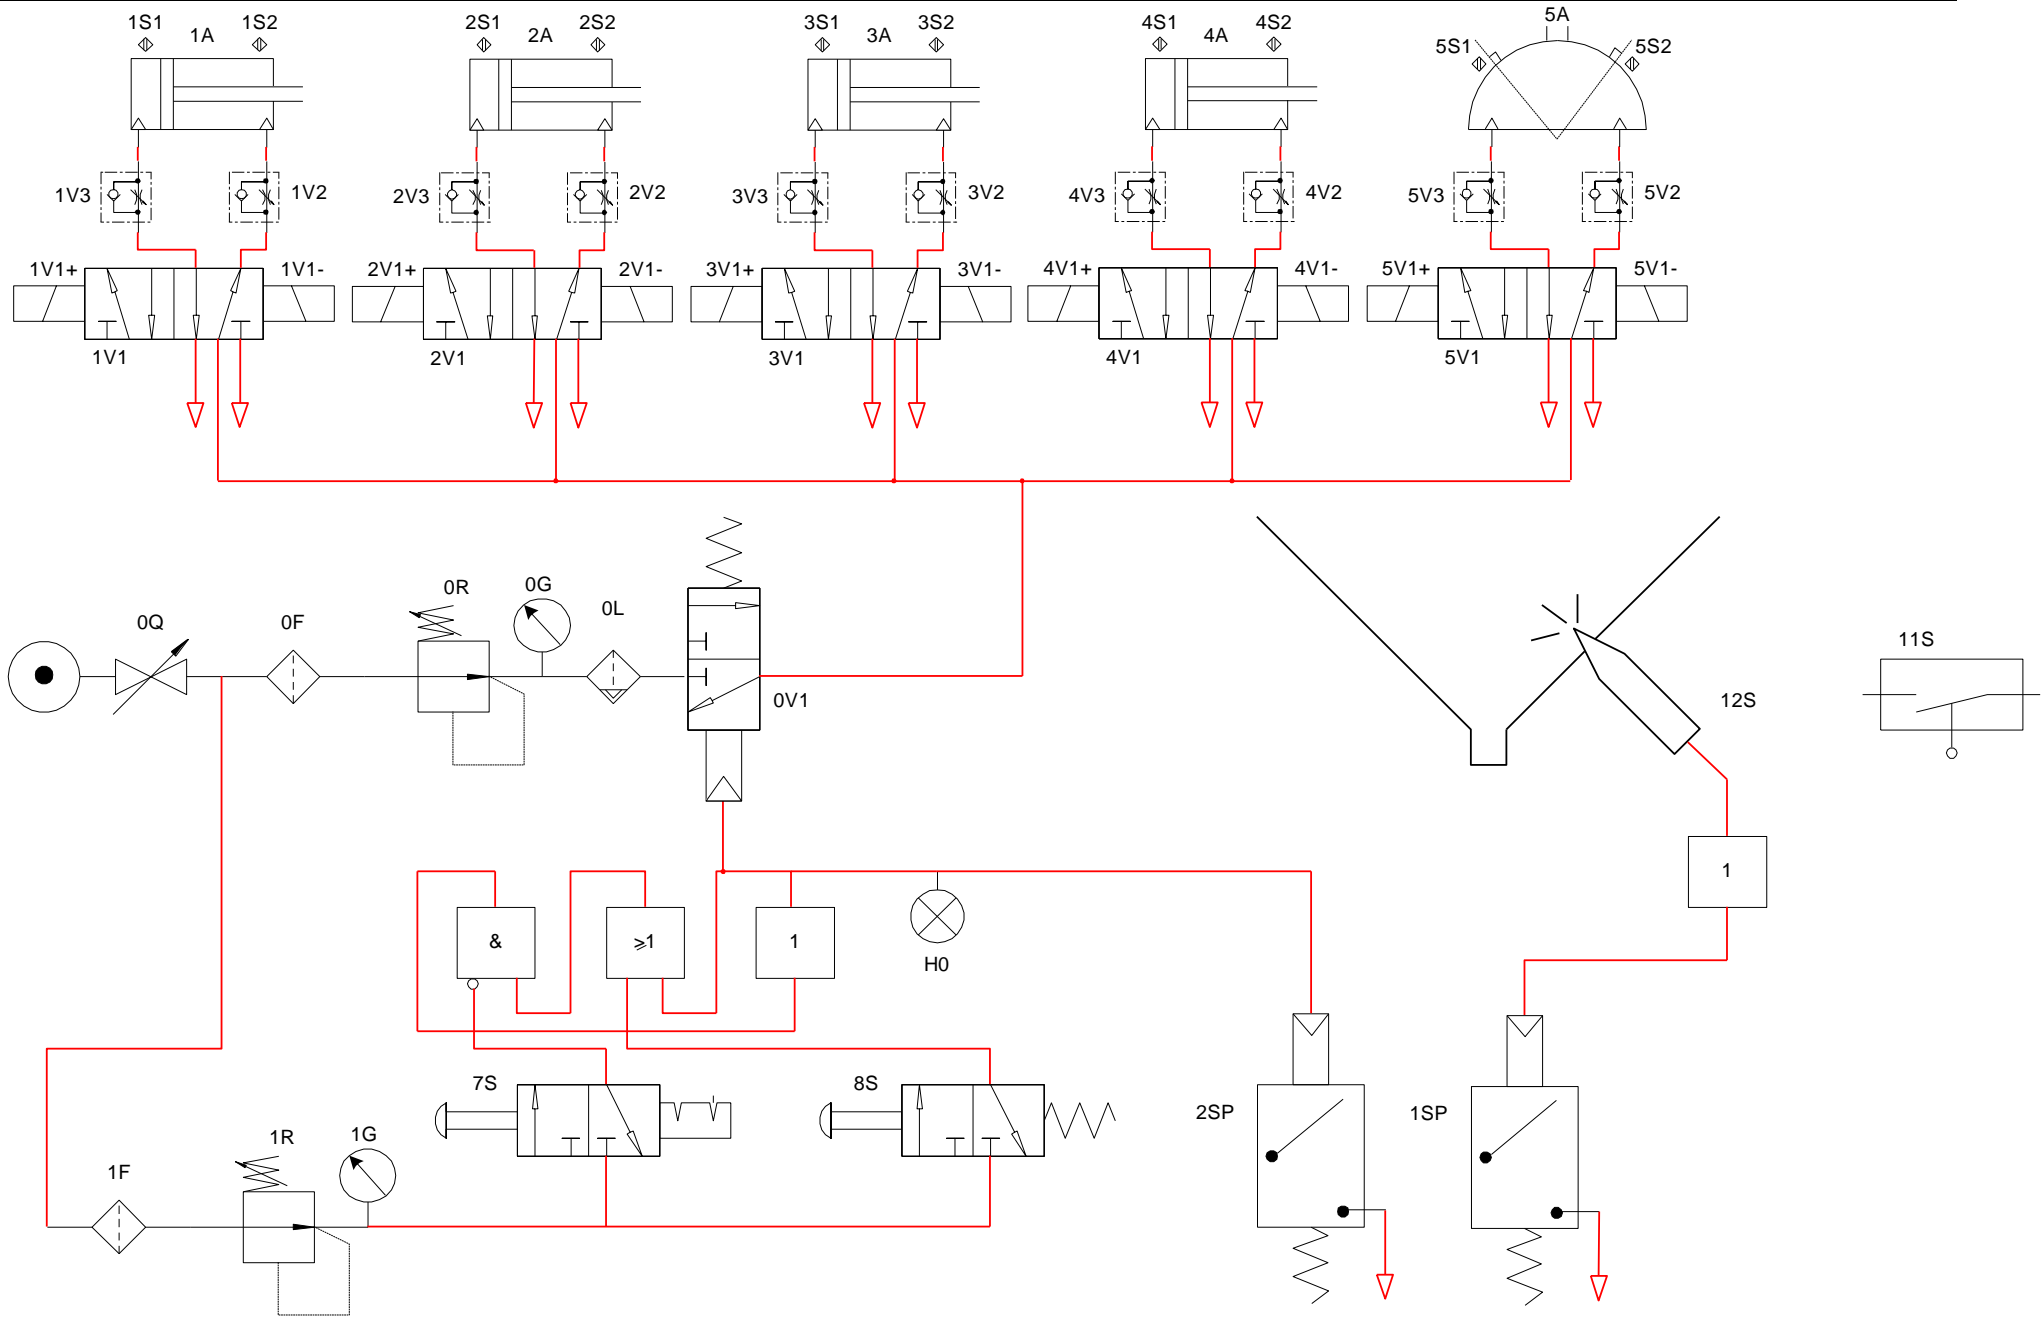 1S1 1A 1S2 2S1 2A 2S2 3S1 3A 3S2 4S1 4A 4S2 5S1 5A 5S2
1V3 1V2 2V3 2V2 3V3 3V2 4V3 4V2 5V3 5V2
1V1+ 1V1- 2V1+ 2V1- 3V1+ 3V1- 4V1+ 4V1- 5V1+ 5V1-
1V1 2V1 3V1 4V1 5V1
0Q 0F 0R 0G 0L
11S
0V1 12S
1
& ≥1 1
H0
7S 8S 2SP 1SP
1F 1R 1G